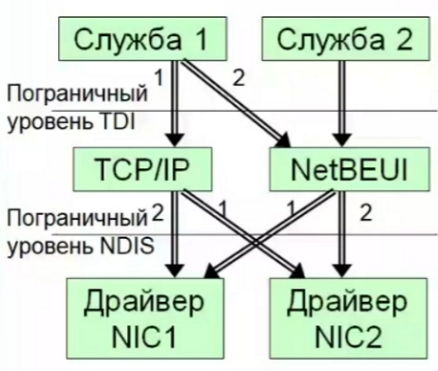 Служба 1
Служба 2
1
2
Пограничный
уровень TDI
TCP/IP
NetBEUI
Пограничный
уровень NDIS
2
1
1
2
Драйвер
NIC1
Драйвер
NIC2